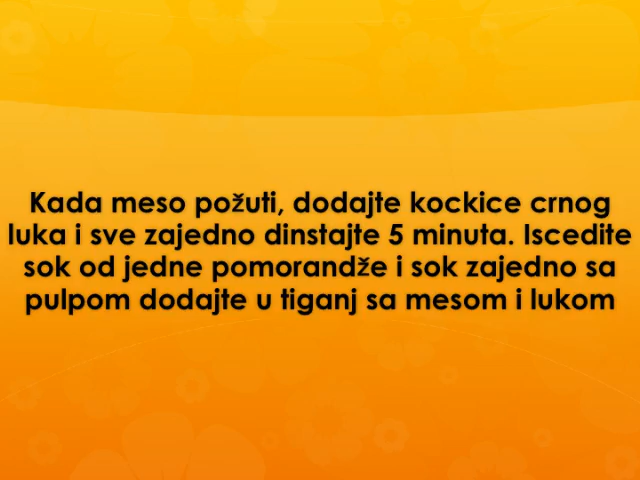 Kada meso požuti, dodajte kockice crnog
luka i sve zajedno dinstajte 5 minuta. Iscedite
sok od jedne pomorandže i sok zajedno sa
pulpom dodajte u tiganj sa mesom i lukom